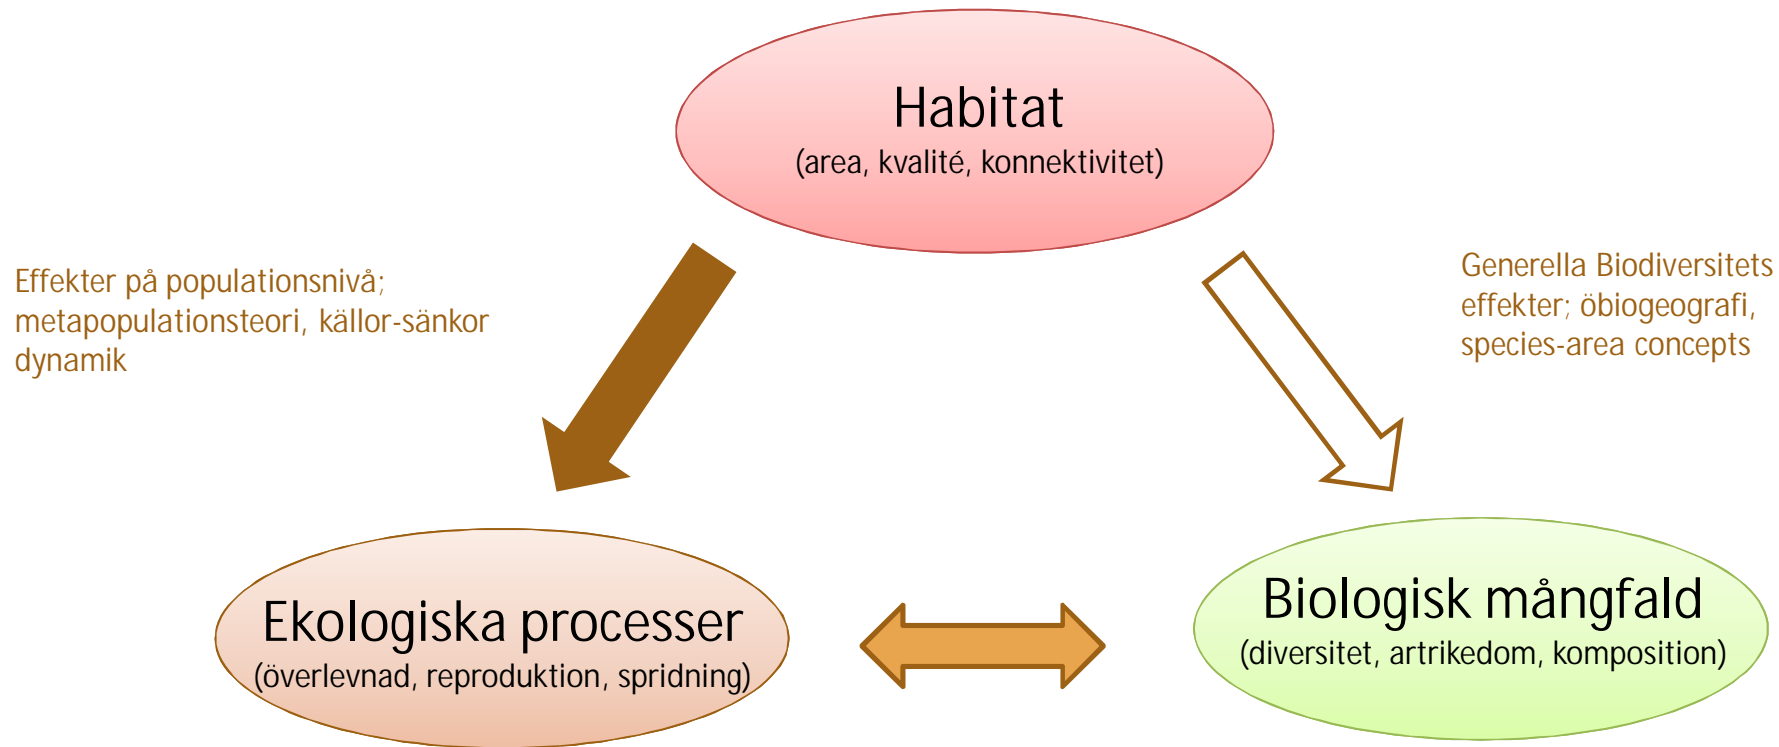 Habitat
(area, kvalité, konnektivitet)
Effekter på populationsnivå;
metapopulationsteori, källor-sänkor
dynamik
Generella Biodiversitets
effekter; öbiogeografi,
species-area concepts
Ekologiska processer
(överlevnad, reproduktion, spridning)
Biologisk mångfald
(diversitet, artrikedom, komposition)